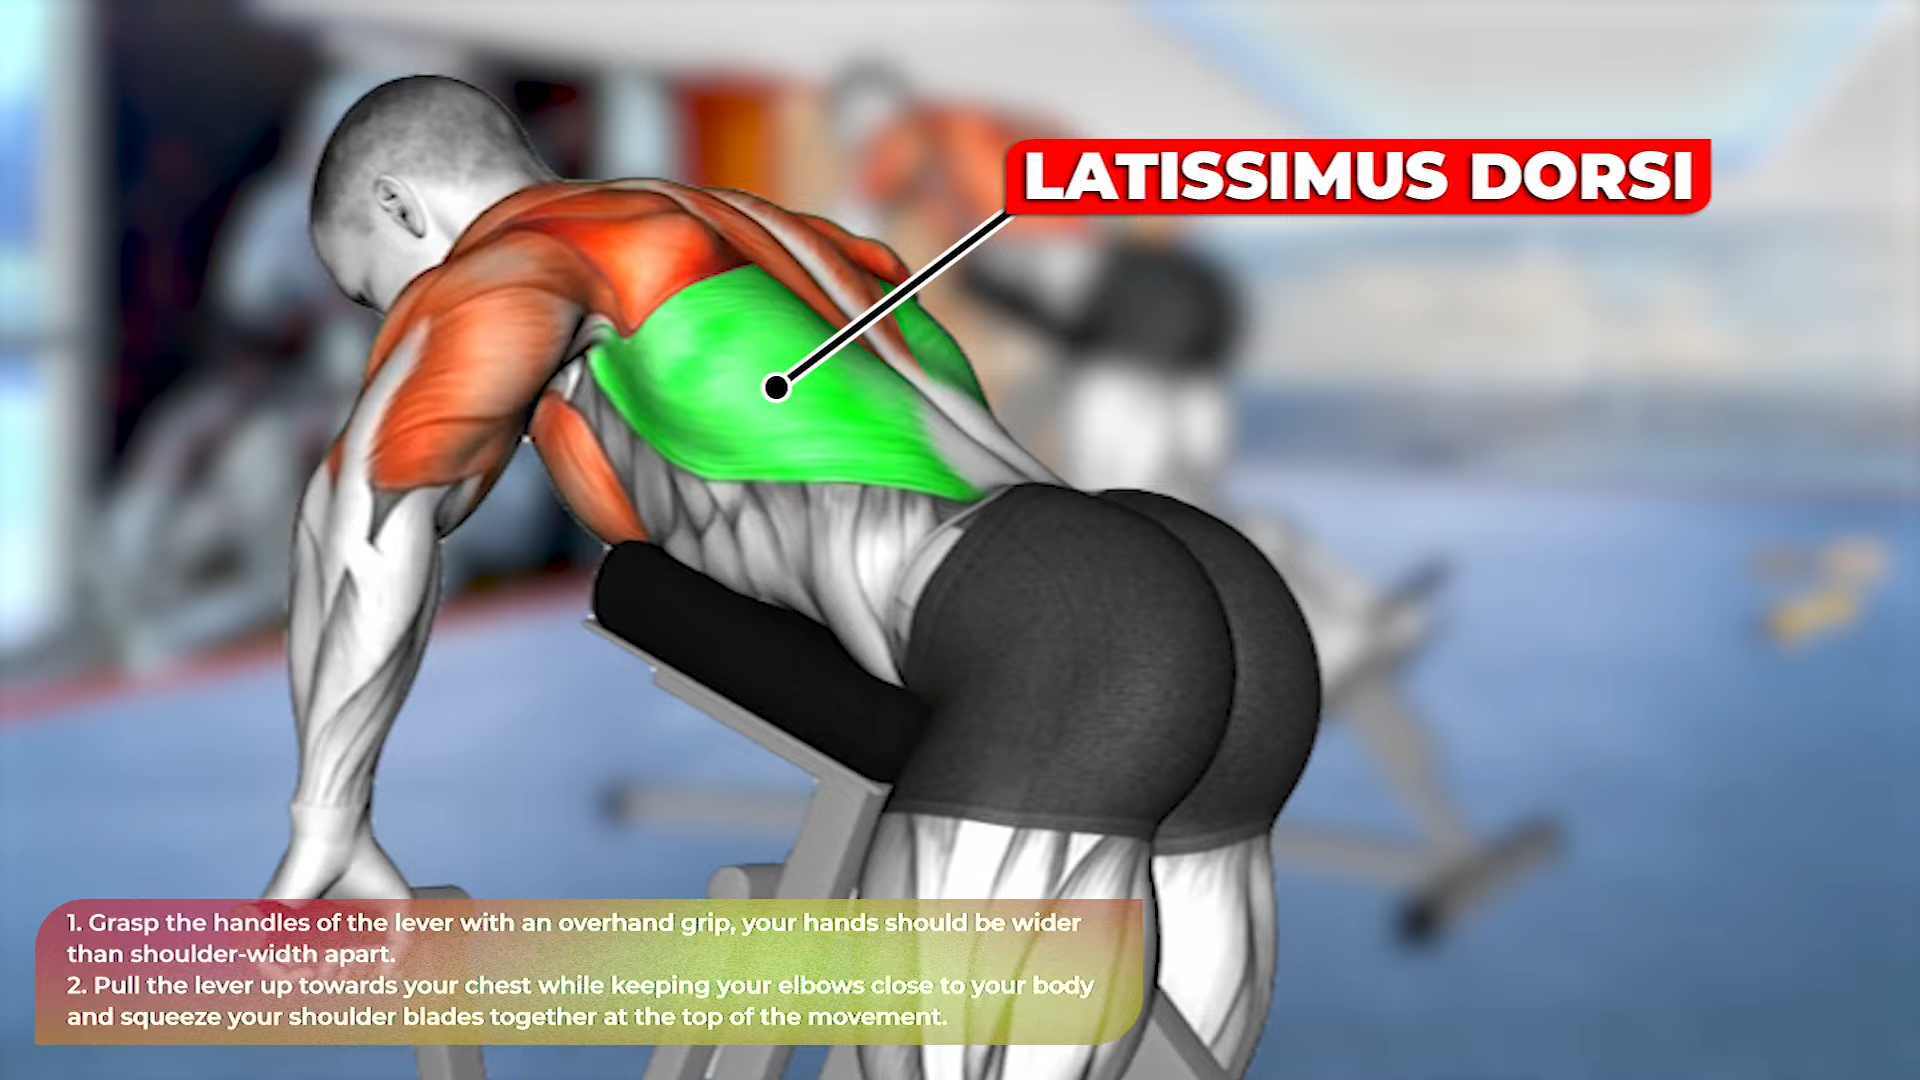 LATISSIMUS DORSI
1. Grasp the handles of the lever with an overhand grip, your hands should be wider
than shoulder-width apart.
2. Pull the lever up towards your chest while keeping your elbows close to your body
and squeeze your shoulder blades together at the top of the movement.